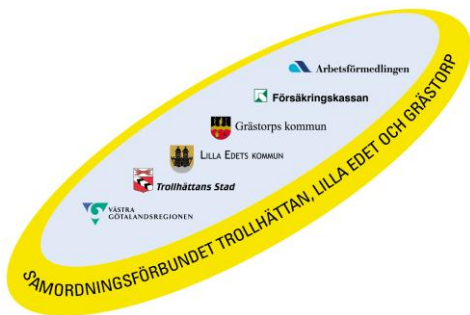 Arbetsförmedlingen
Försäkringskassan
Grästorps kommun
LILLA EDETS KOMMUN
Trollhättans Stad
VÄSTRA
GÖTALANDSREGIONEN
SAMORDNINGSFÖRBUNDET TROLLHÄTTAN, LILLA EDET OCH GRÄSTORP